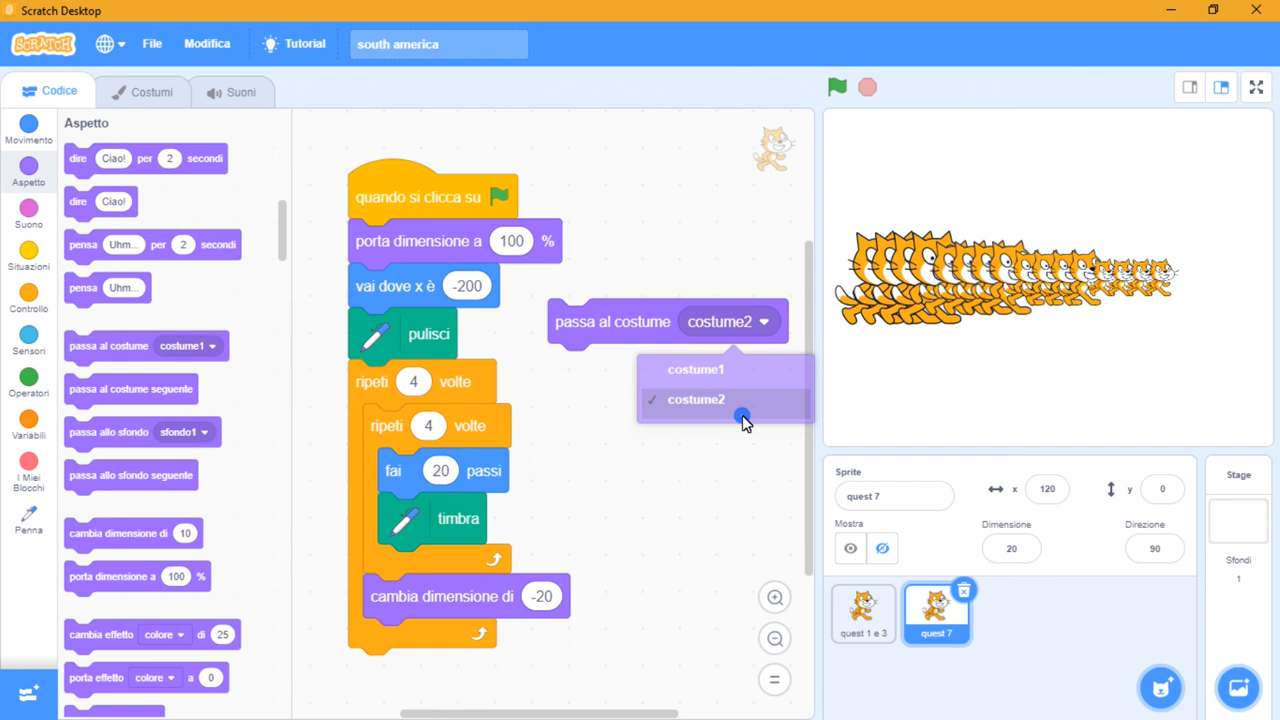 Scratch Desktop
SCRATCH
File
Modifica
Tutorial
south america
Codice
Costumi
Suoni
Movimento
Aspetto
Suono
Situazioni
Controllo
Sensori
Operatori
Variabili
I Miei
Blocchi
Penna
Aspetto
dire Ciao! per 2 secondi
dire Ciao!
pensa Uhm... per 2 secondi
pensa Uhm...
passa al costume costume1
passa al costume seguente
passa allo sfondo sfondo1
passa allo sfondo seguente
cambia dimensione di 10
porta dimensione a 100 %
cambia effetto colore di 25
porta effetto colore a 0
quando si clicca su
porta dimensione a 100 %
vai dove x è -200
pulisci
ripeti 4 volte
ripeti 4 volte
fai 20 passi
timbra
cambia dimensione di -20
passa al costume costume2
costume1
✓ costume2
Sprite
quest 7
x 120
y 0
Mostra
Dimensione
20
Direzione
90
quest 1 e 3
quest 7
Stage
Sfondi
1